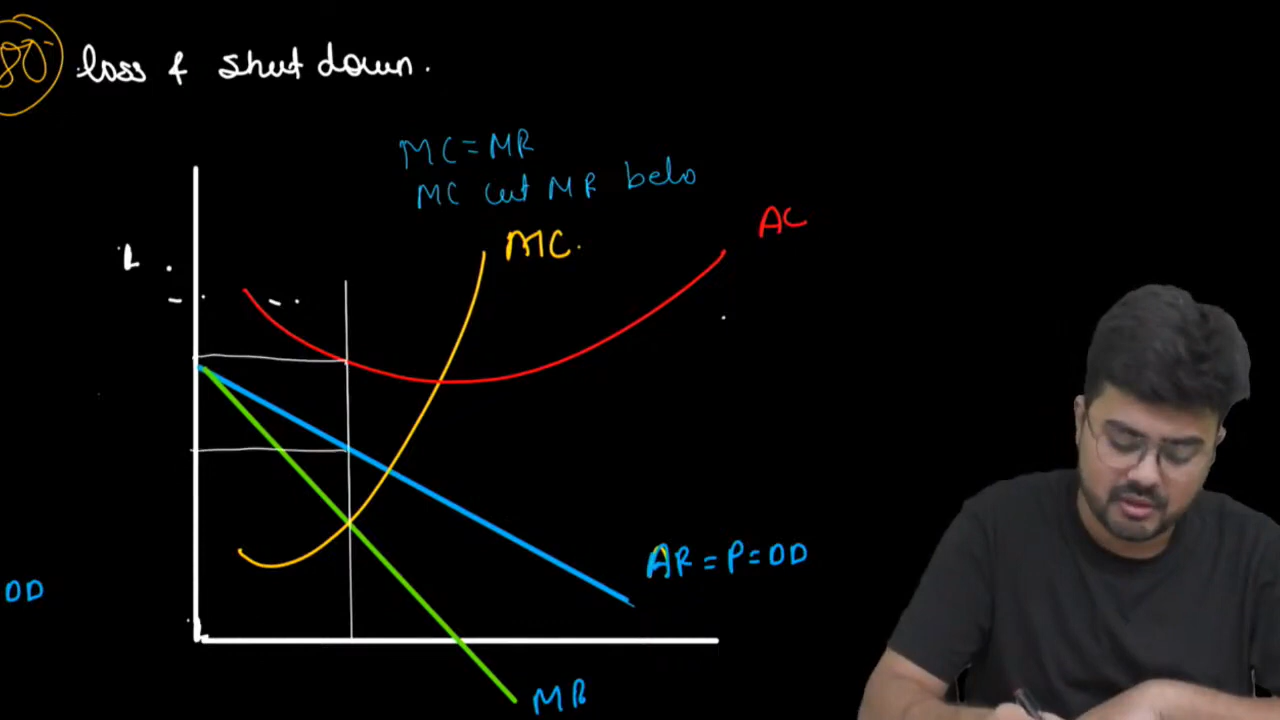 80 loss & shut down.
MC = MR
MC cut MR belo
MC.
AC
L
AR = P = DD
DD
MR